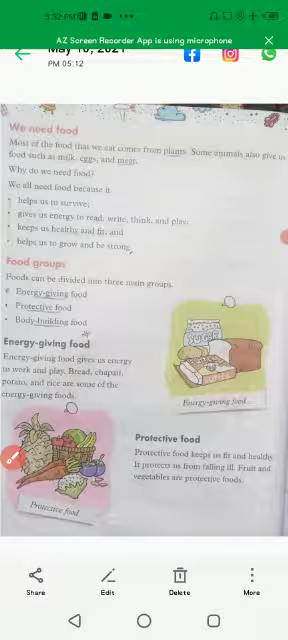 3:32 PM
AZ Screen Recorder App is using microphone
May 10, 2021
PM 05:12
We need food
Most of the food that we eat comes from plants. Some animals also give us
food such as milk, eggs, and meat.
Why do we need food?
We all need food because it
helps us to survive;
gives us energy to read, write, think, and play;
keeps us healthy and fit; and
helps us to grow and be strong.
Food groups
Foods can be divided into three main groups.
Energy-giving food
Protective food
Body-building food
Energy-giving food
Energy-giving food gives us energy
to work and play. Bread, chapati,
potato, and rice are some of the
energy-giving foods.
SUGAR
Energy-giving food
Protective food
Protective food keeps us fit and healthy.
It protects us from falling ill. Fruit and
vegetables are protective foods.
Protective food
Share
Edit
Delete
More